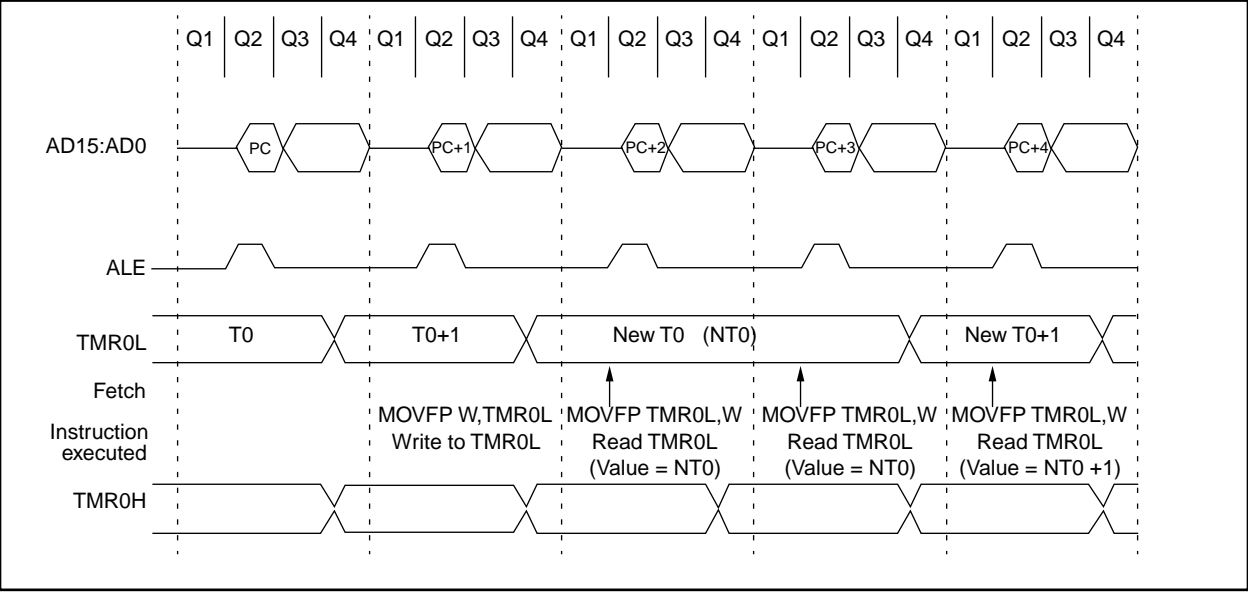 Q1 Q2 Q3 Q4 Q1 Q2 Q3 Q4 Q1 Q2 Q3 Q4 Q1 Q2 Q3 Q4 Q1 Q2 Q3 Q4
AD15:AD0 PC PC+1 PC+2 PC+3 PC+4
ALE
TMR0L T0 T0+1 New T0 (NT0) New T0+1
Fetch
Instruction
executed
MOVFP W,TMR0L
Write to TMR0L
MOVFP TMR0L,W
Read TMR0L
(Value = NT0)
MOVFP TMR0L,W
Read TMR0L
(Value = NT0)
MOVFP TMR0L,W
Read TMR0L
(Value = NT0 +1)
TMR0H